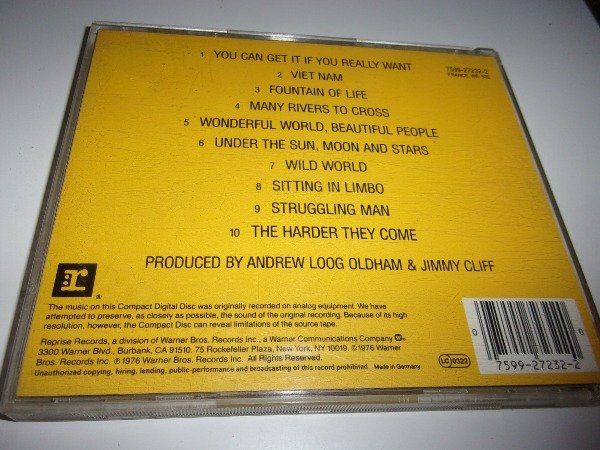 1 YOU CAN GET IT IF YOU REALLY WANT
7599-27232-2
2 VIET NAM
3 FOUNTAIN OF LIFE
4 MANY RIVERS TO CROSS
5 WONDERFUL WORLD, BEAUTIFUL PEOPLE
6 UNDER THE SUN, MOON AND STARS
7 WILD WORLD
8 SITTING IN LIMBO
9 STRUGGLING MAN
10 THE HARDER THEY COME
PRODUCED BY ANDREW LOOG OLDHAM & JIMMY CLIFF
r
®
The music on this Compact Digital Disc was originally recorded on analog equipment. We have
attempted to preserve, as closely as possible, the sound of the original recording. Because of its high
resolution, however, the Compact Disc can reveal limitations of the source tape.
Reprise Records, a division of Warner Bros. Records Inc., a Warner Communications Company
3300 Warner Blvd., Burbank, CA 91510. 75 Rockefeller Plaza, New York, NY 10019. © 1976 Warner
Bros. Records Inc. ℗ 1976 Warner Bros. Records Inc. All Rights Reserved.
Unauthorized copying, hiring, lending, public-performance and broadcasting of this record prohibited. Made in Germany
LC 0322
0
2
7599-27232-2